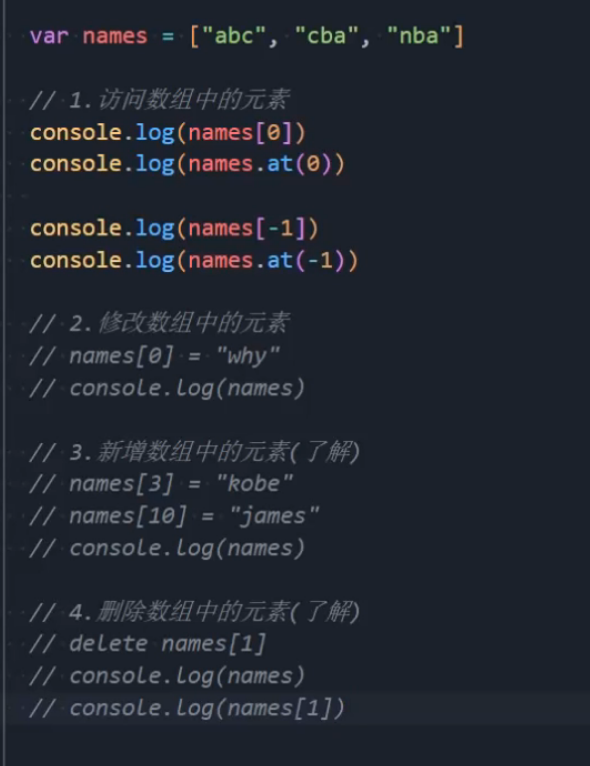 var names = ["abc", "cba", "nba"]
// 1.访问数组中的元素
console.log(names[0])
console.log(names.at(0))
console.log(names[-1])
console.log(names.at(-1))
// 2.修改数组中的元素
// names[0] = "why"
// console.log(names)
// 3.新增数组中的元素(了解)
// names[3] = "kobe"
// names[10] = "james"
// console.log(names)
// 4.删除数组中的元素(了解)
// delete names[1]
// console.log(names)
// console.log(names[1])